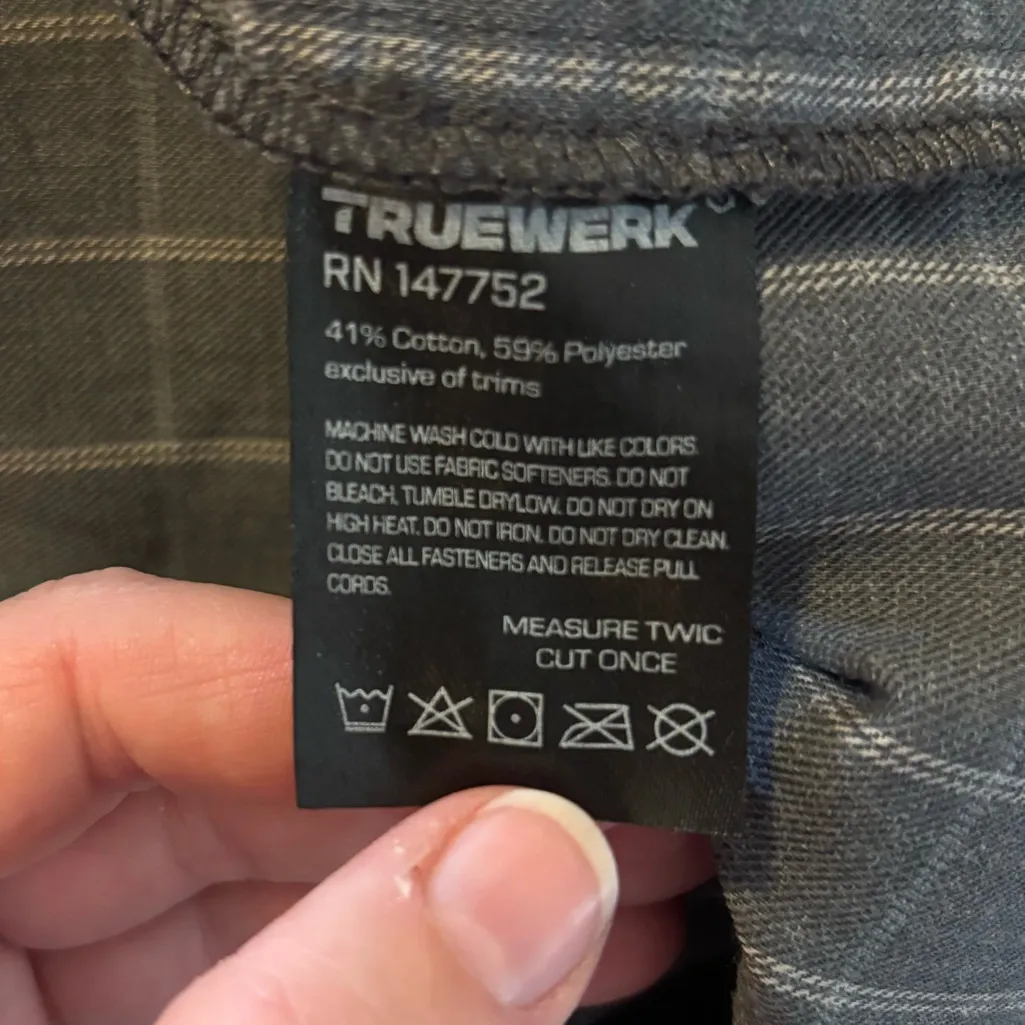 TRUEWERK
RN 147752
41% Cotton, 59% Polyester
exclusive of trims
MACHINE WASH COLD WITH LIKE COLORS.
DO NOT USE FABRIC SOFTENERS. DO NOT
BLEACH. TUMBLE DRY LOW. DO NOT DRY ON
HIGH HEAT. DO NOT IRON. DO NOT DRY CLEAN.
CLOSE ALL FASTENERS AND RELEASE PULL
CORDS.
MEASURE TWIC
CUT ONCE